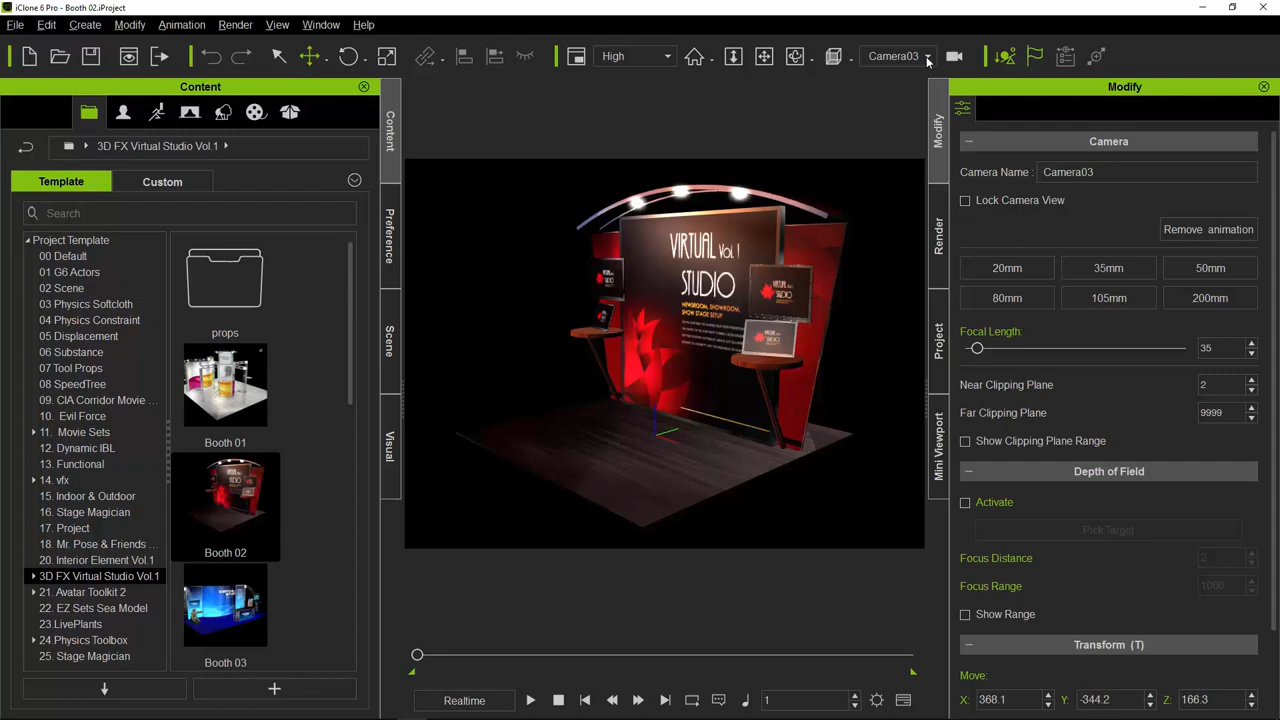 iClone 6 Pro - Booth 02.iProject
File Edit Create Modify Animation Render View Window Help
High Camera03
Content
3D FX Virtual Studio Vol.1
Template Custom
Search
Project Template
00 Default
01 G6 Actors
02 Scene
03 Physics Softcloth
04 Physics Constraint
05 Displacement
06 Substance
07 Tool Props
08 SpeedTree
09. CIA Corridor Movie ...
10. Evil Force
11. Movie Sets
12. Dynamic IBL
13. Functional
14. vfx
15. Indoor & Outdoor
16. Stage Magician
17. Project
18. Mr. Pose & Friends ...
20. Interior Element Vol.1
3D FX Virtual Studio Vol.1
21. Avatar Toolkit 2
22. EZ Sets Sea Model
23.LivePlants
24.Physics Toolbox
25. Stage Magician
props
Booth 01
Booth 02
Booth 03
Content
Preference
Scene
Visual
VIRTUAL Vol. 1
STUDIO
NEWSROOM, SHOWROOM,
SHOW STAGE SETUP
Realtime
1
Modify
Render
Project
Mini Viewport
Modify
Camera
Camera Name : Camera03
Lock Camera View
Remove animation
20mm 35mm 50mm
80mm 105mm 200mm
Focal Length:
35
Near Clipping Plane 2
Far Clipping Plane 9999
Show Clipping Plane Range
Depth of Field
Activate
Pick Target
Focus Distance 2
Focus Range 1000
Show Range
Transform (T)
Move:
X: 368.1 Y: -344.2 Z: 166.3